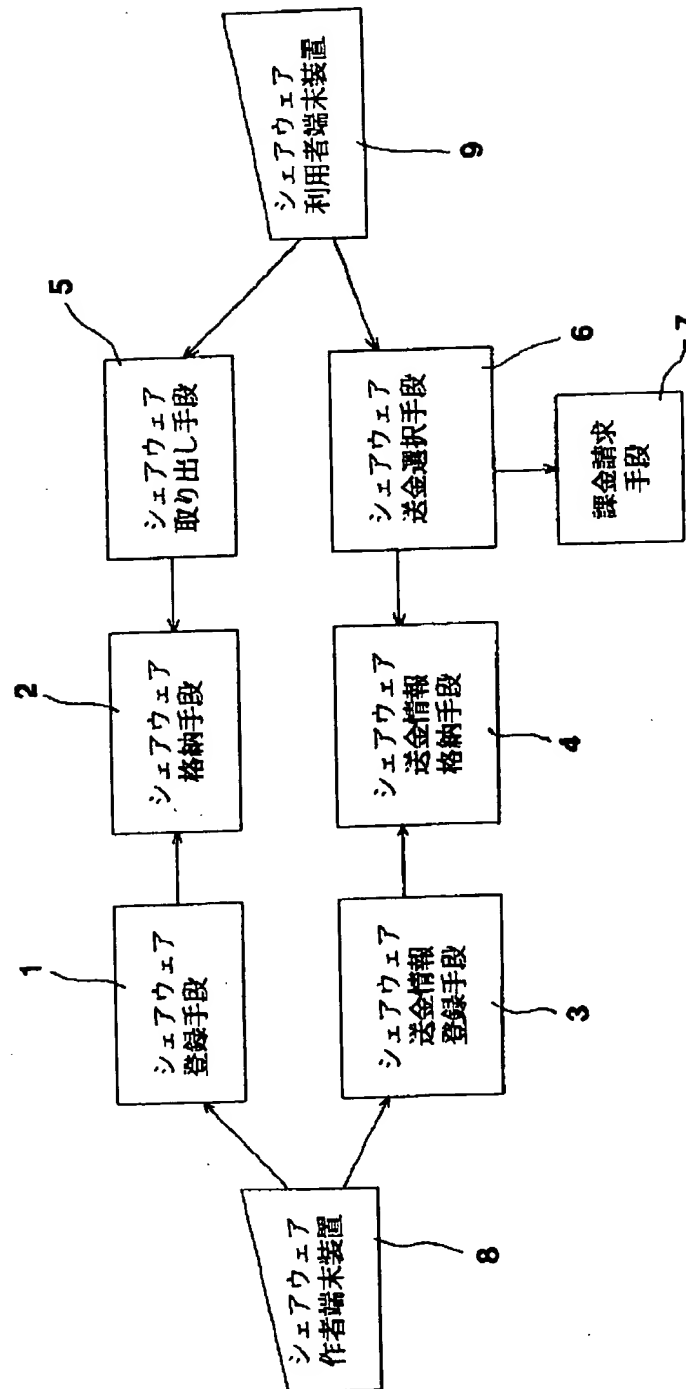 1
シェアウェア
登録手段
2
シェアウェア
格納手段
5
シェアウェア
取り出し手段
シェアウェア
作者端末装置
8
シェアウェア
利用者端末装置
9
シェアウェア
送金情報
登録手段
3
シェアウェア
送金情報
格納手段
4
シェアウェア
送金選択手段
6
課金請求
手段
7